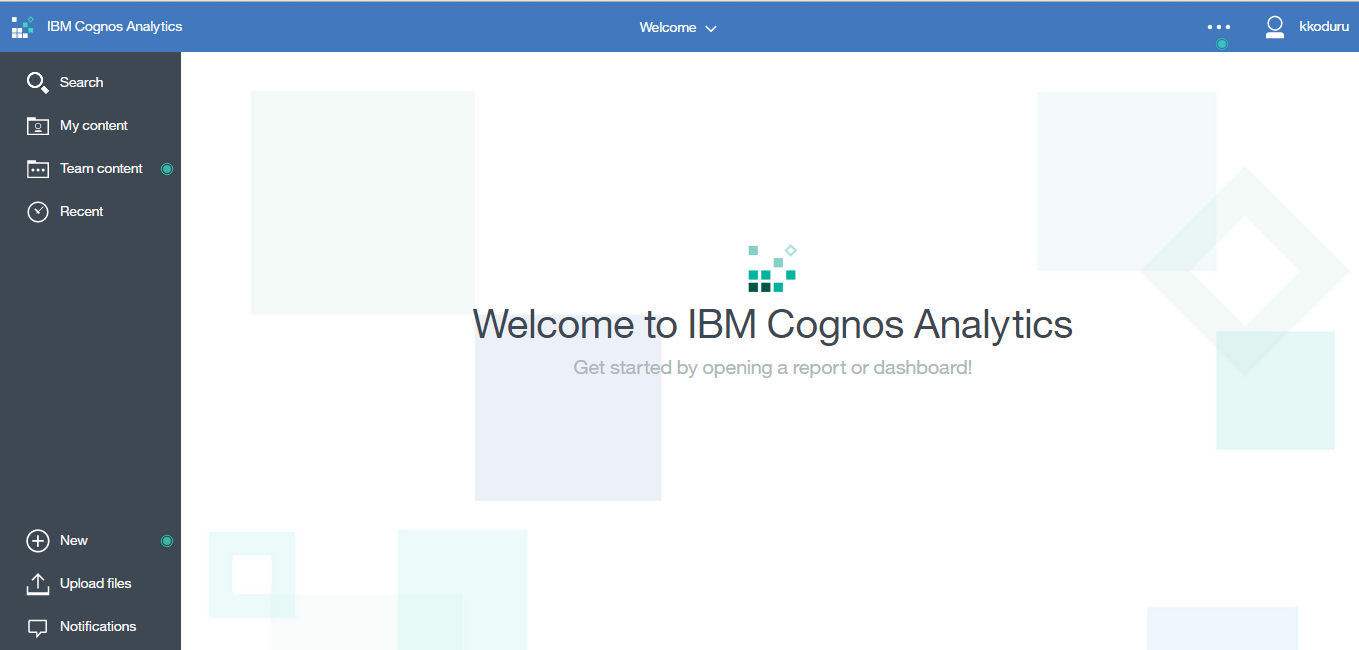 IBM Cognos Analytics
Welcome
kkoduru
Search
My content
Team content
Recent
Welcome to IBM Cognos Analytics
Get started by opening a report or dashboard!
New
Upload files
Notifications